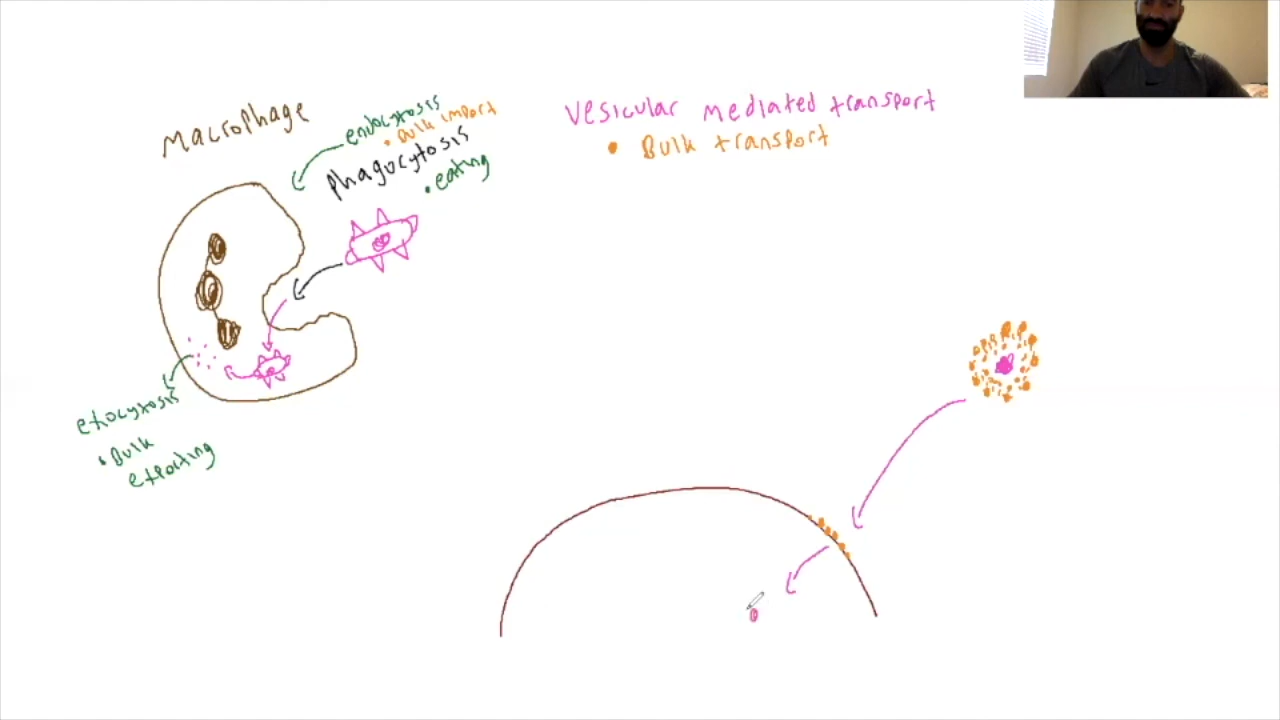 Macrophage
endocytosis
• Bulk import
phagocytosis
• eating
exocytosis
• Bulk
exporting
vesicular mediated transport
• Bulk transport